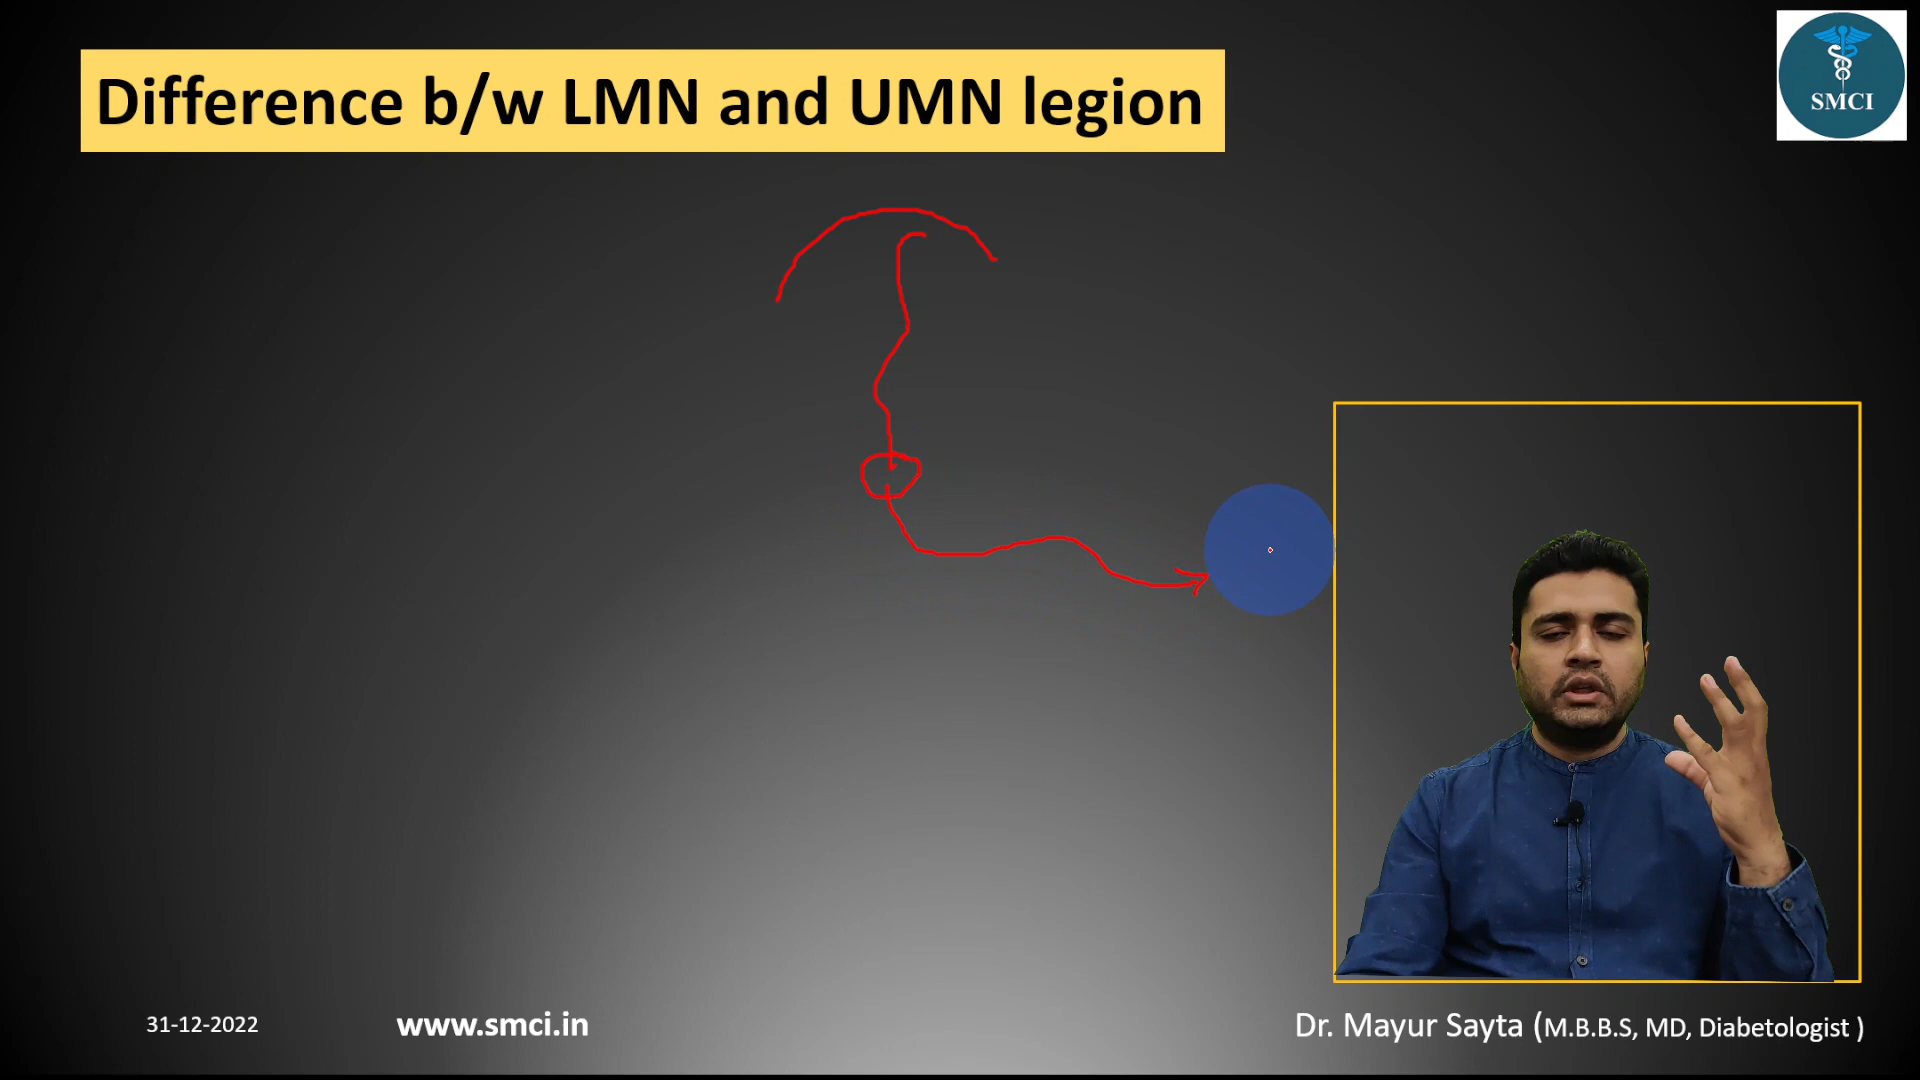 Difference b/w LMN and UMN legion
SMCI
31-12-2022
www.smci.in
Dr. Mayur Sayta (M.B.B.S, MD, Diabetologist )